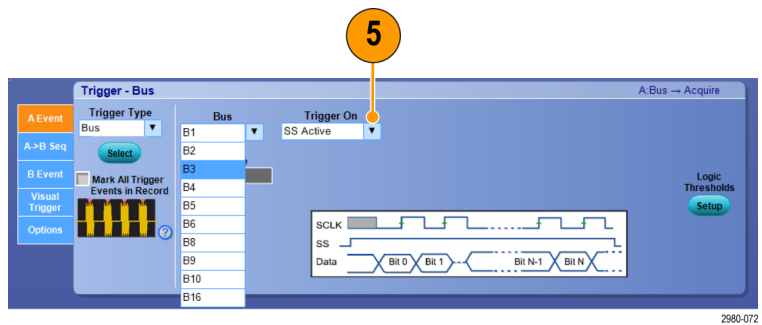 5
Trigger - Bus
A:Bus → Acquire
A Event
A->B Seq
B Event
Visual
Trigger
Options
Trigger Type
Bus
Select
Mark All Trigger
Events in Record
Bus
B1
B2
B3
B4
B5
B6
B8
B9
B10
B16
Trigger On
SS Active
SCLK
SS
Data
Bit 0
Bit 1
Bit N-1
Bit N
Logic
Thresholds
Setup
2980-072